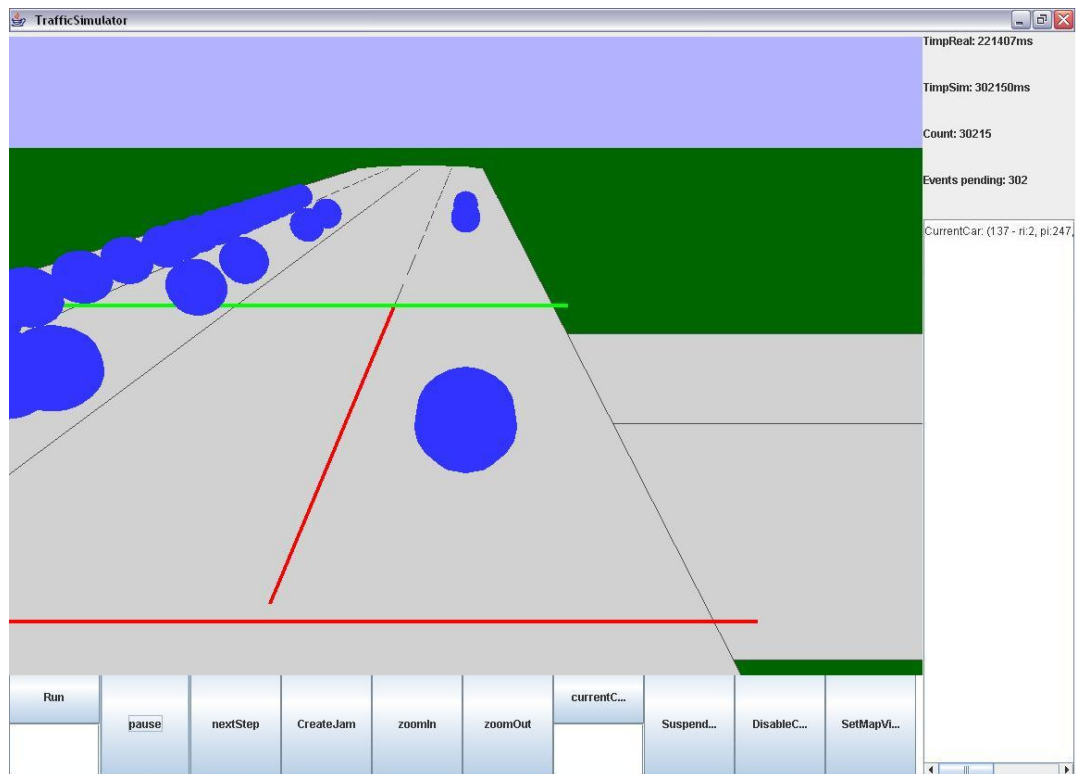 TrafficSimulator
TimpReal: 221407ms
TimpSim: 302150ms
Count: 30215
Events pending: 302
CurrentCar: (137 - ri:2, pi:247,
Run
pause
nextStep
CreateJam
zoomIn
zoomOut
currentC...
Suspend...
DisableC...
SetMapVi...